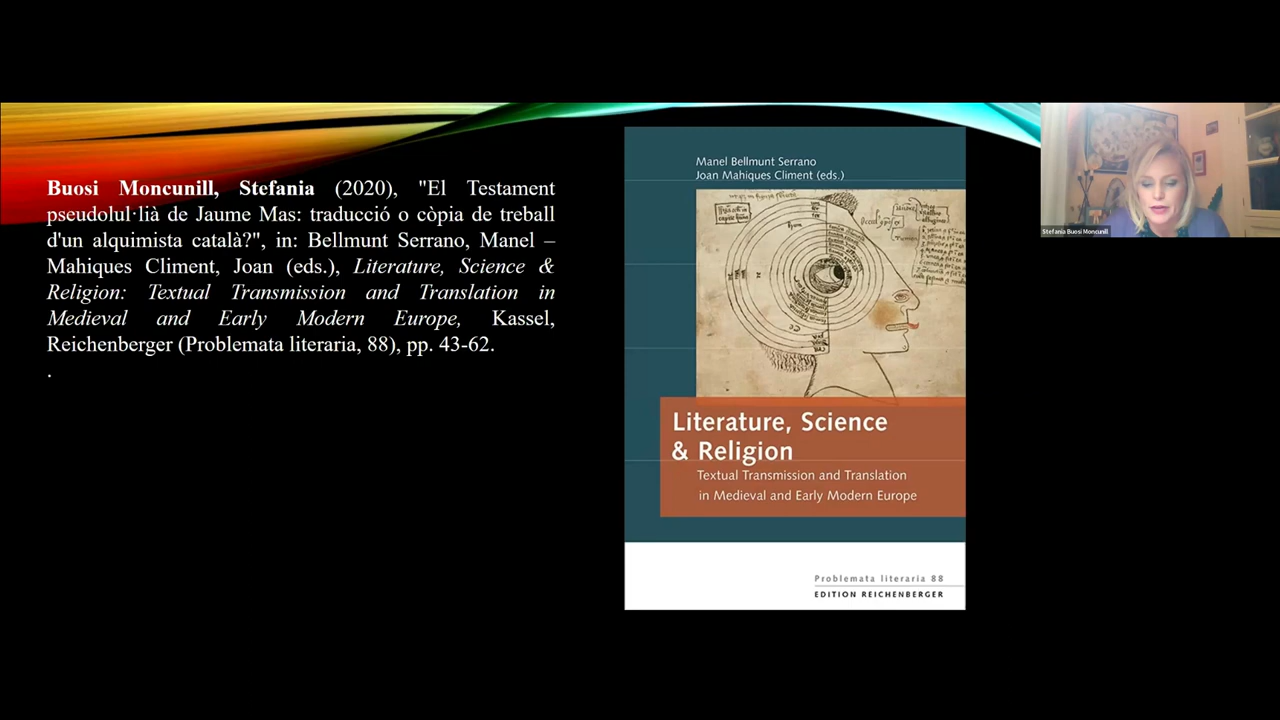 Buosi Moncunill, Stefania (2020), "El Testament
pseudolul·lià de Jaume Mas: traducció o còpia de treball
d'un alquimista català?", in: Bellmunt Serrano, Manel –
Mahiques Climent, Joan (eds.), Literature, Science &
Religion: Textual Transmission and Translation in
Medieval and Early Modern Europe, Kassel,
Reichenberger (Problemata literaria, 88), pp. 43-62.
.
Manel Bellmunt Serrano
Joan Mahiques Climent (eds.)
Literature, Science
& Religion
Textual Transmission and Translation
in Medieval and Early Modern Europe
Problemata literaria 88
EDITION REICHENBERGER
Stefania Buosi Moncunill